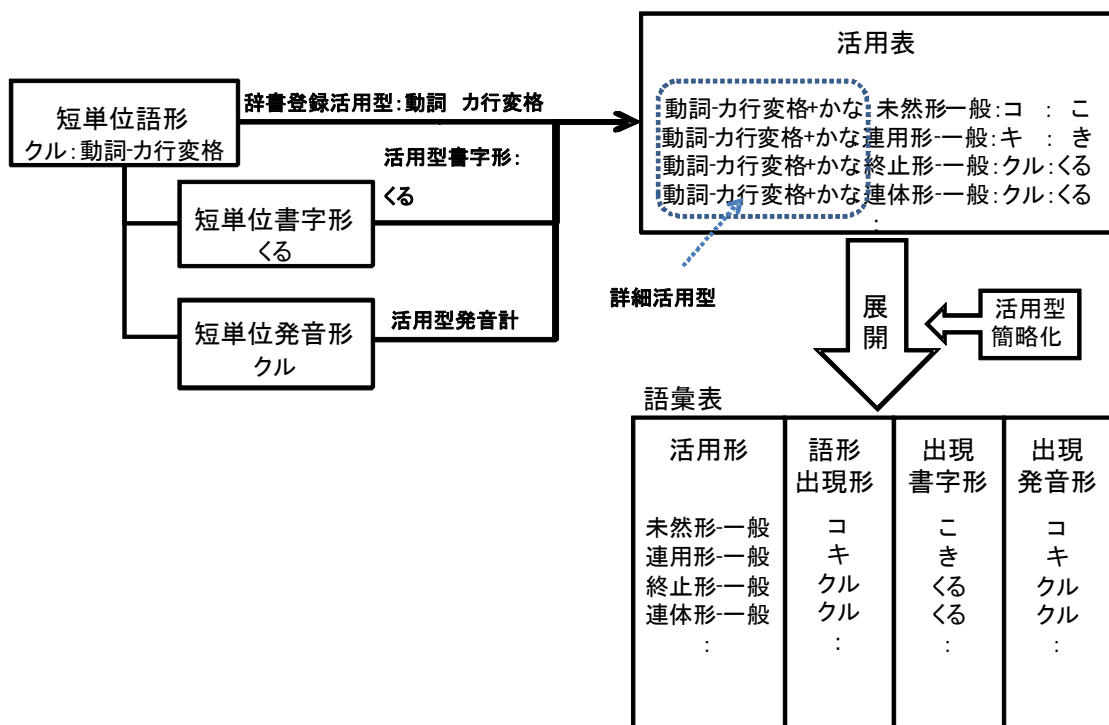 短単位語形
クル：動詞-カ行変格
短単位書字形
くる
短単位発音形
クル
辞書登録活用型：動詞 カ行変格
活用型書字形：
くる
活用型発音計
活用表
動詞-カ行変格+かな 未然形-一般：コ ： こ
動詞-カ行変格+かな連用形-一般：キ ： き
動詞-カ行変格+かな終止形-一般：クル：くる
動詞-カ行変格+かな連体形-一般：クル：くる
：
詳細活用型
展
開
活用型
簡略化
語彙表
活用形 語形 出現 出現
出現形 書字形 発音形
未然形-一般 コ こ コ
連用形-一般 キ き キ
終止形-一般 クル くる クル
連体形-一般 クル くる クル
： ： ： ：